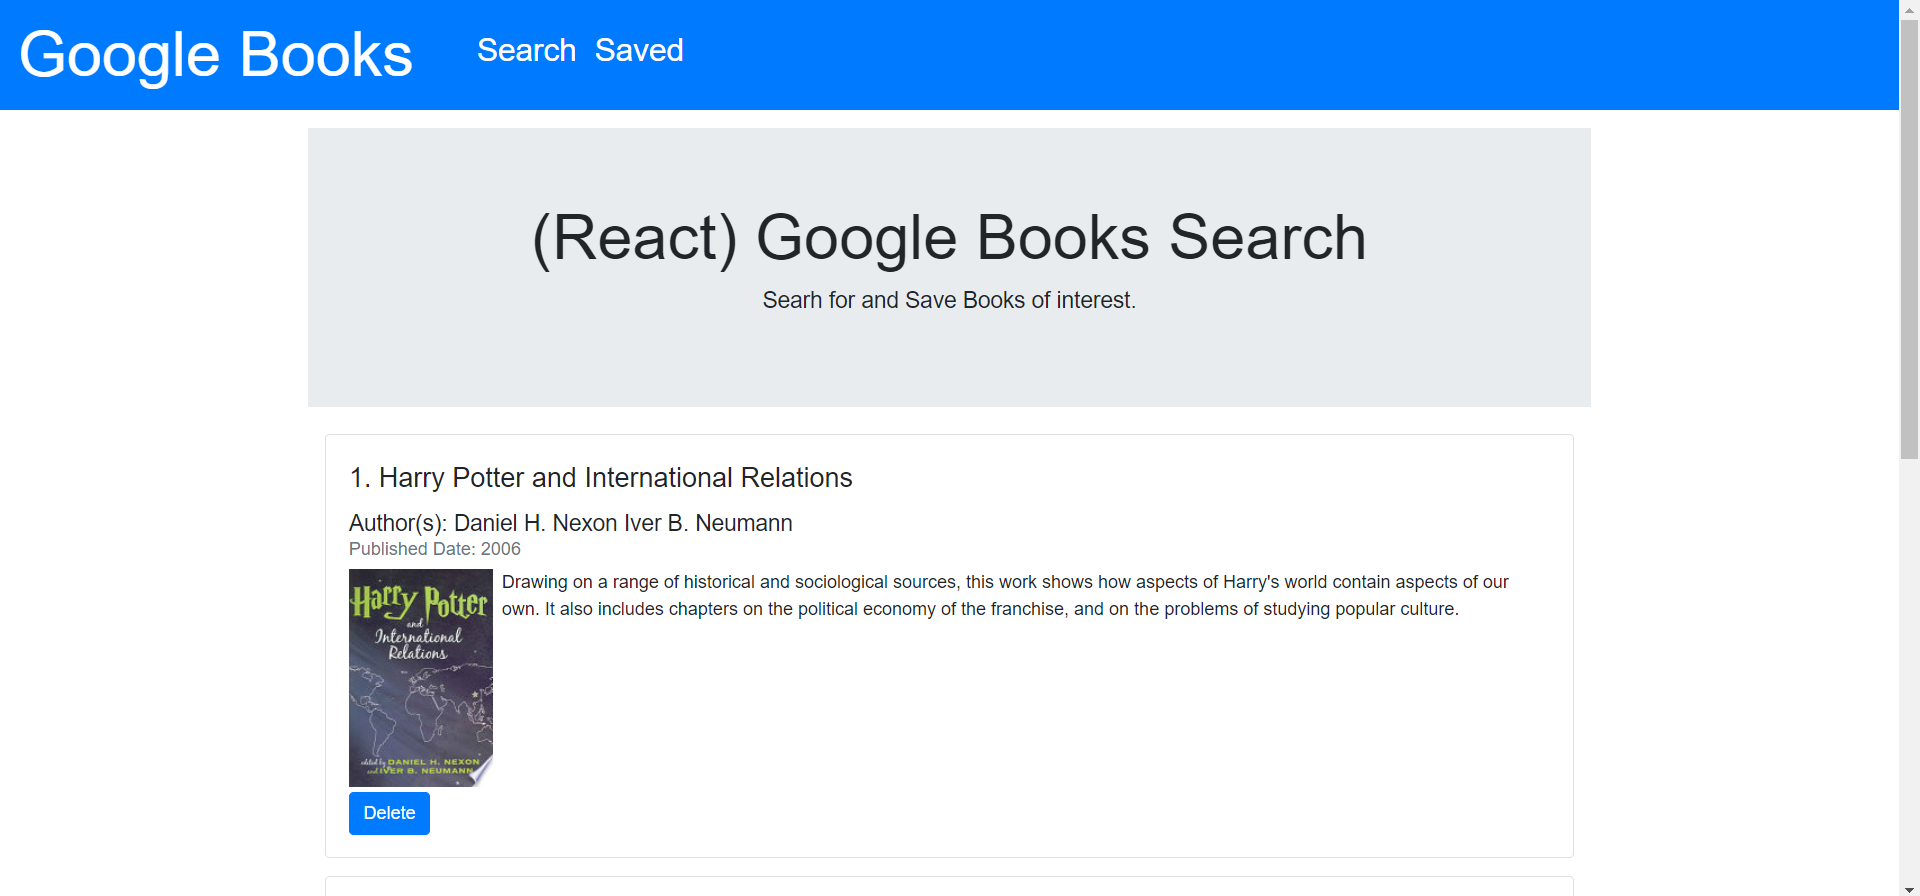 Google Books Search Saved
(React) Google Books Search
Searh for and Save Books of interest.
1. Harry Potter and International Relations
Author(s): Daniel H. Nexon Iver B. Neumann
Published Date: 2006
Harry Potter
and
International
Relations
edited by DANIEL H. NEXON
and IVER B. NEUMANN
Drawing on a range of historical and sociological sources, this work shows how aspects of Harry's world contain aspects of our
own. It also includes chapters on the political economy of the franchise, and on the problems of studying popular culture.
Delete